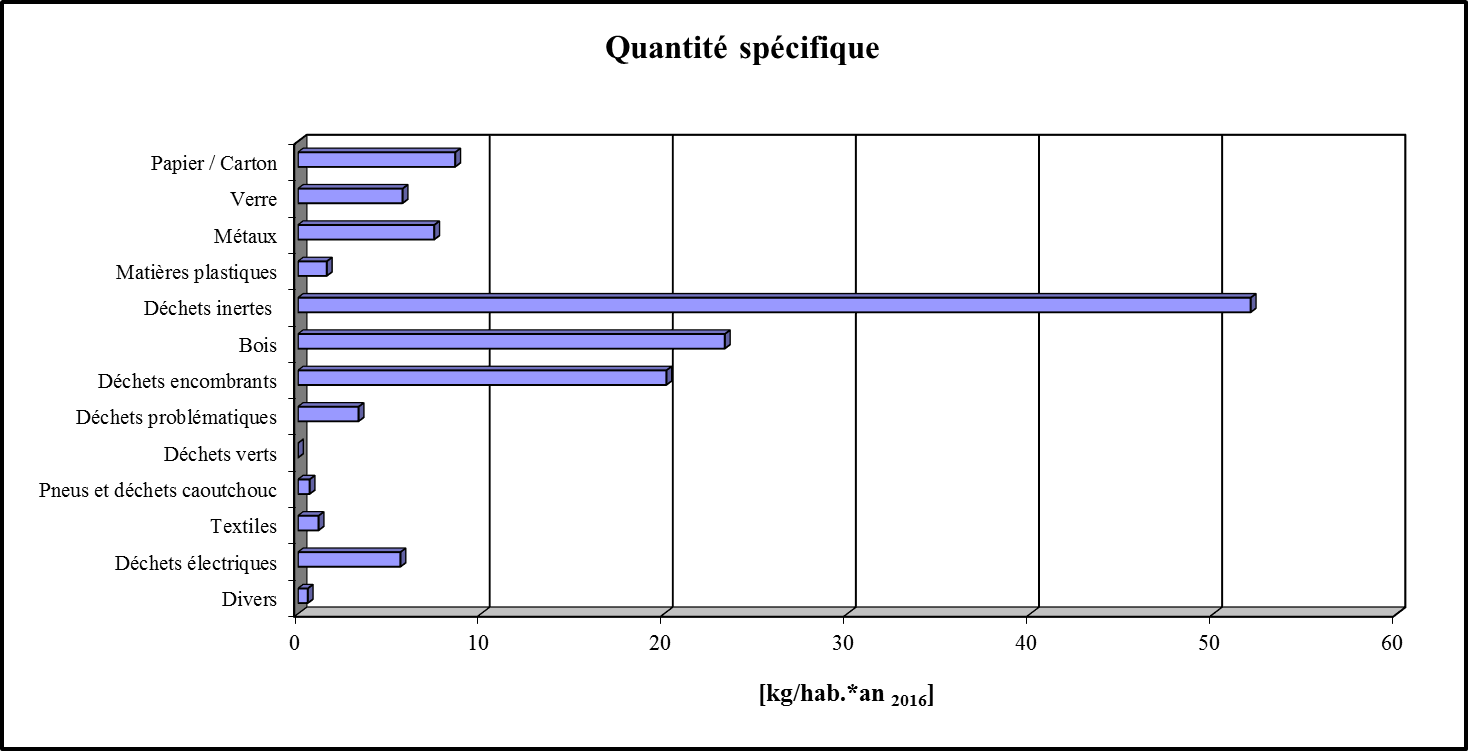 Quantité spécifique
Papier / Carton
Verre
Métaux
Matières plastiques
Déchets inertes
Bois
Déchets encombrants
Déchets problématiques
Déchets verts
Pneus et déchets caoutchouc
Textiles
Déchets électriques
Divers
0 10 20 30 40 50 60
[kg/hab.*an 2016]